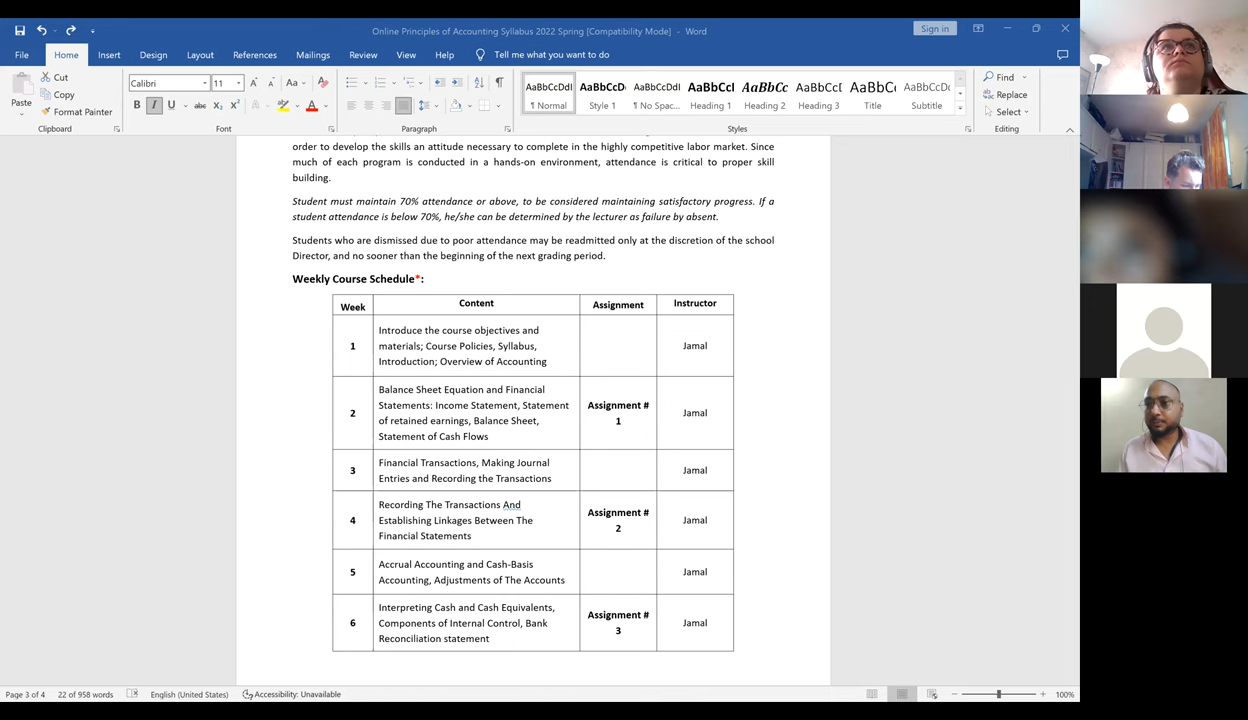 Online Principles of Accounting Syllabus 2022 Spring [Compatibility Mode] - Word
Sign in
File Home Insert Design Layout References Mailings Review View Help Tell me what you want to do
Paste
Cut
Copy
Format Painter
Clipboard
Calibri 11
Font
Paragraph
AaBbCcDdI AaBbCcD AaBbCcDdI AaBbCcI AaBbCc AaBbCcI AaBbC AaBbCcDc
¶ Normal Style 1 ¶ No Spac... Heading 1 Heading 2 Heading 3 Title Subtitle
Styles
Find
Replace
Select
Editing
order to develop the skills an attitude necessary to complete in the highly competitive labor market. Since
much of each program is conducted in a hands-on environment, attendance is critical to proper skill
building.
Student must maintain 70% attendance or above, to be considered maintaining satisfactory progress. If a
student attendance is below 70%, he/she can be determined by the lecturer as failure by absent.
Students who are dismissed due to poor attendance may be readmitted only at the discretion of the school
Director, and no sooner than the beginning of the next grading period.
Weekly Course Schedule*:
Week Content Assignment Instructor
1
Introduce the course objectives and
materials; Course Policies, Syllabus,
Introduction; Overview of Accounting
Jamal
2
Balance Sheet Equation and Financial
Statements: Income Statement, Statement
of retained earnings, Balance Sheet,
Statement of Cash Flows
Assignment #
1
Jamal
3
Financial Transactions, Making Journal
Entries and Recording the Transactions
Jamal
4
Recording The Transactions And
Establishing Linkages Between The
Financial Statements
Assignment #
2
Jamal
5
Accrual Accounting and Cash-Basis
Accounting, Adjustments of The Accounts
Jamal
6
Interpreting Cash and Cash Equivalents,
Components of Internal Control, Bank
Reconciliation statement
Assignment #
3
Jamal
Page 3 of 4 22 of 958 words English (United States) Accessibility: Unavailable 100%